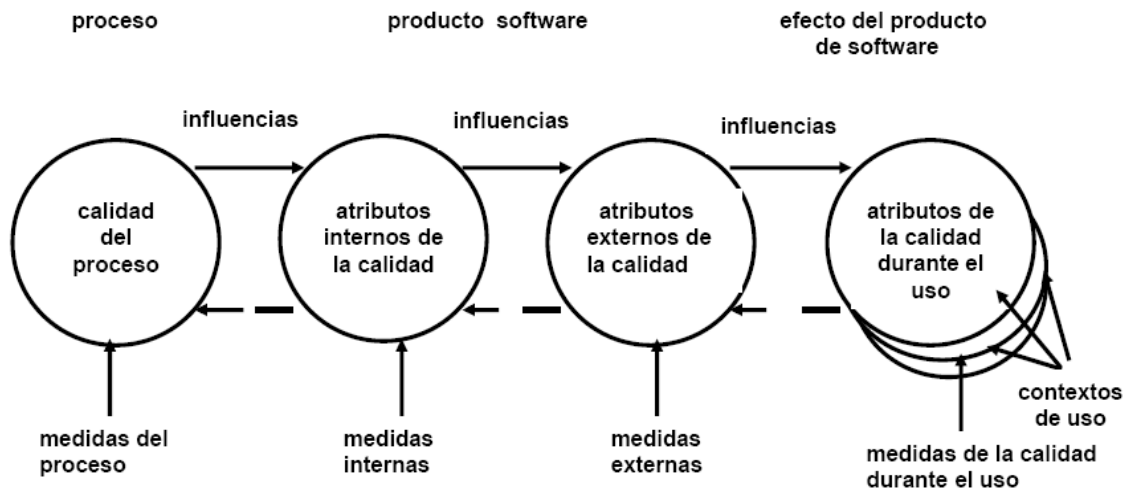 proceso
producto software
efecto del producto
de software
influencias
influencias
influencias
calidad
del
proceso
atributos
internos de
la calidad
atributos
externos de
la calidad
atributos de
la calidad
durante el
uso
contextos
de uso
medidas del
proceso
medidas
internas
medidas
externas
medidas de la calidad
durante el uso